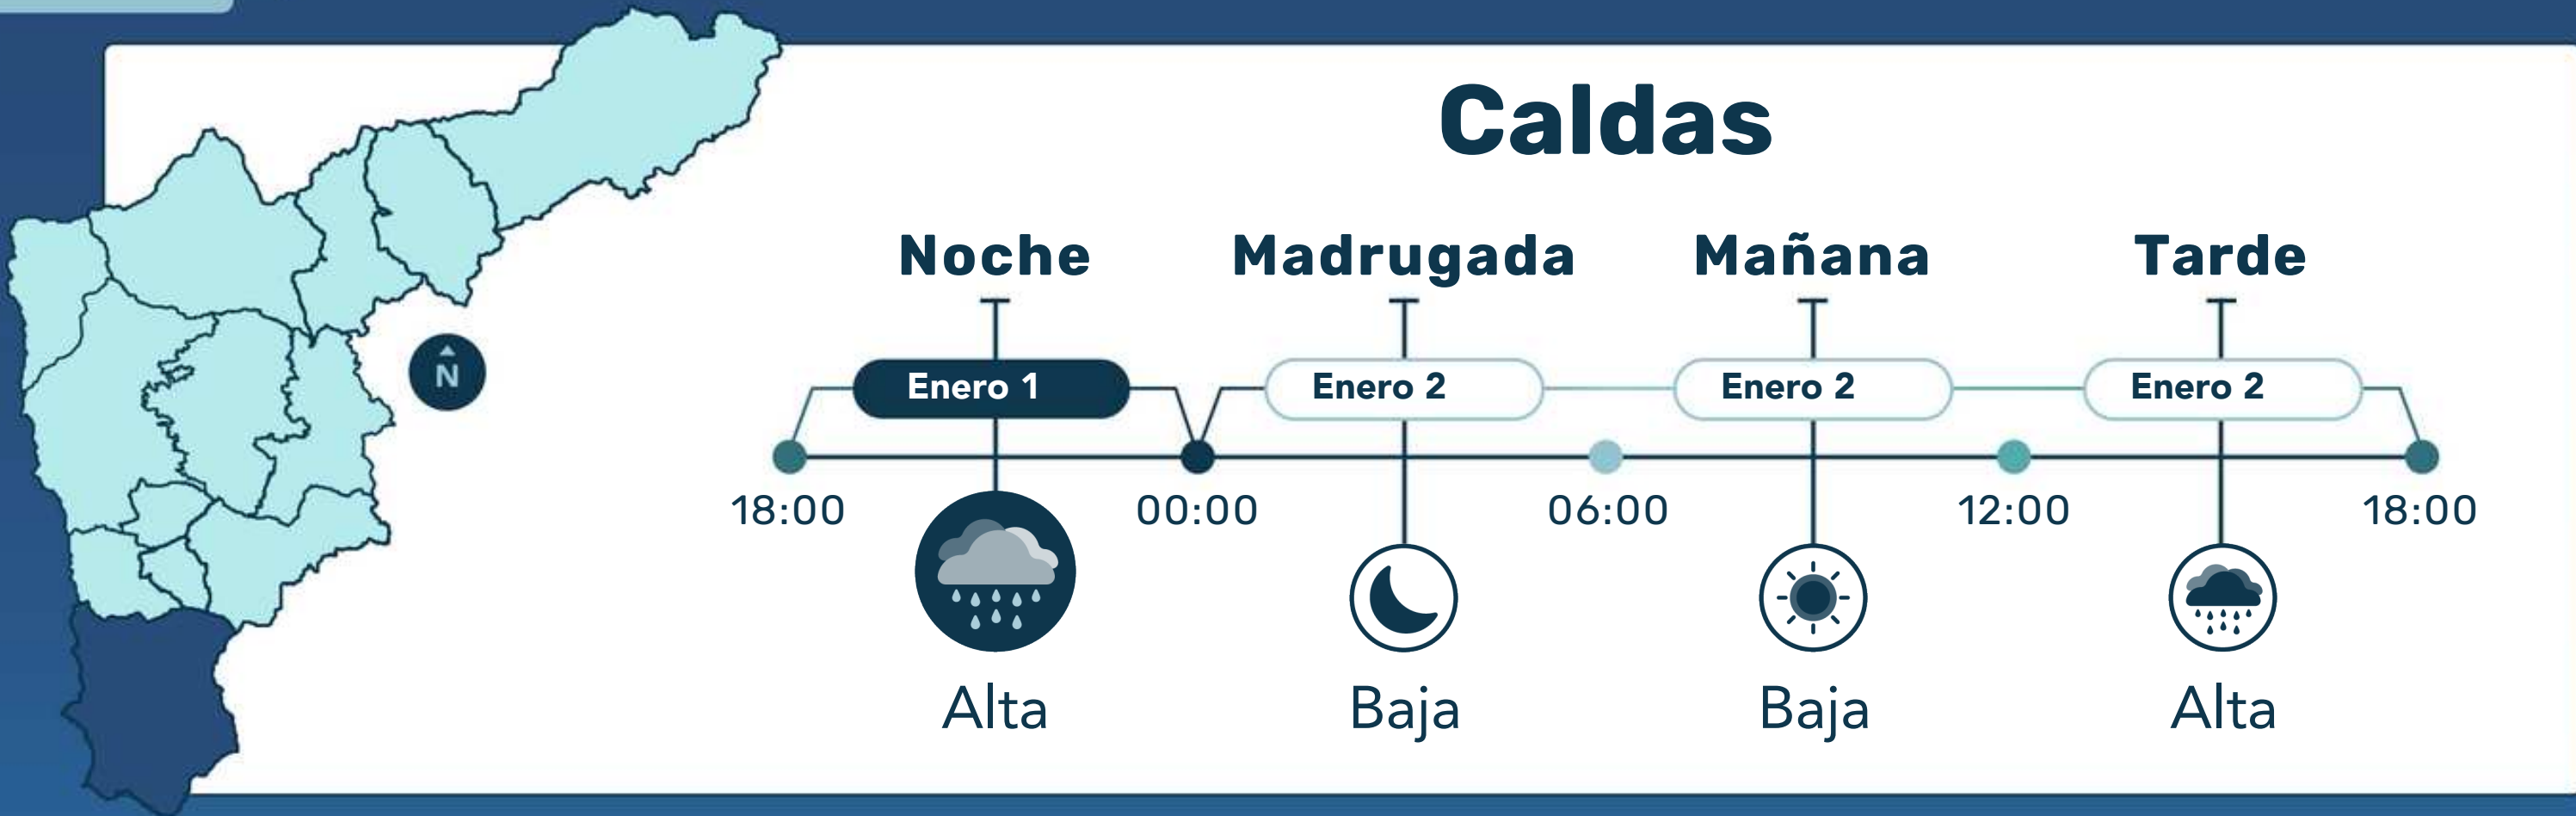 Caldas
Noche Madrugada Mañana Tarde
Enero 1 Enero 2 Enero 2 Enero 2
N
18:00 00:00 06:00 12:00 18:00
Alta Baja Baja Alta